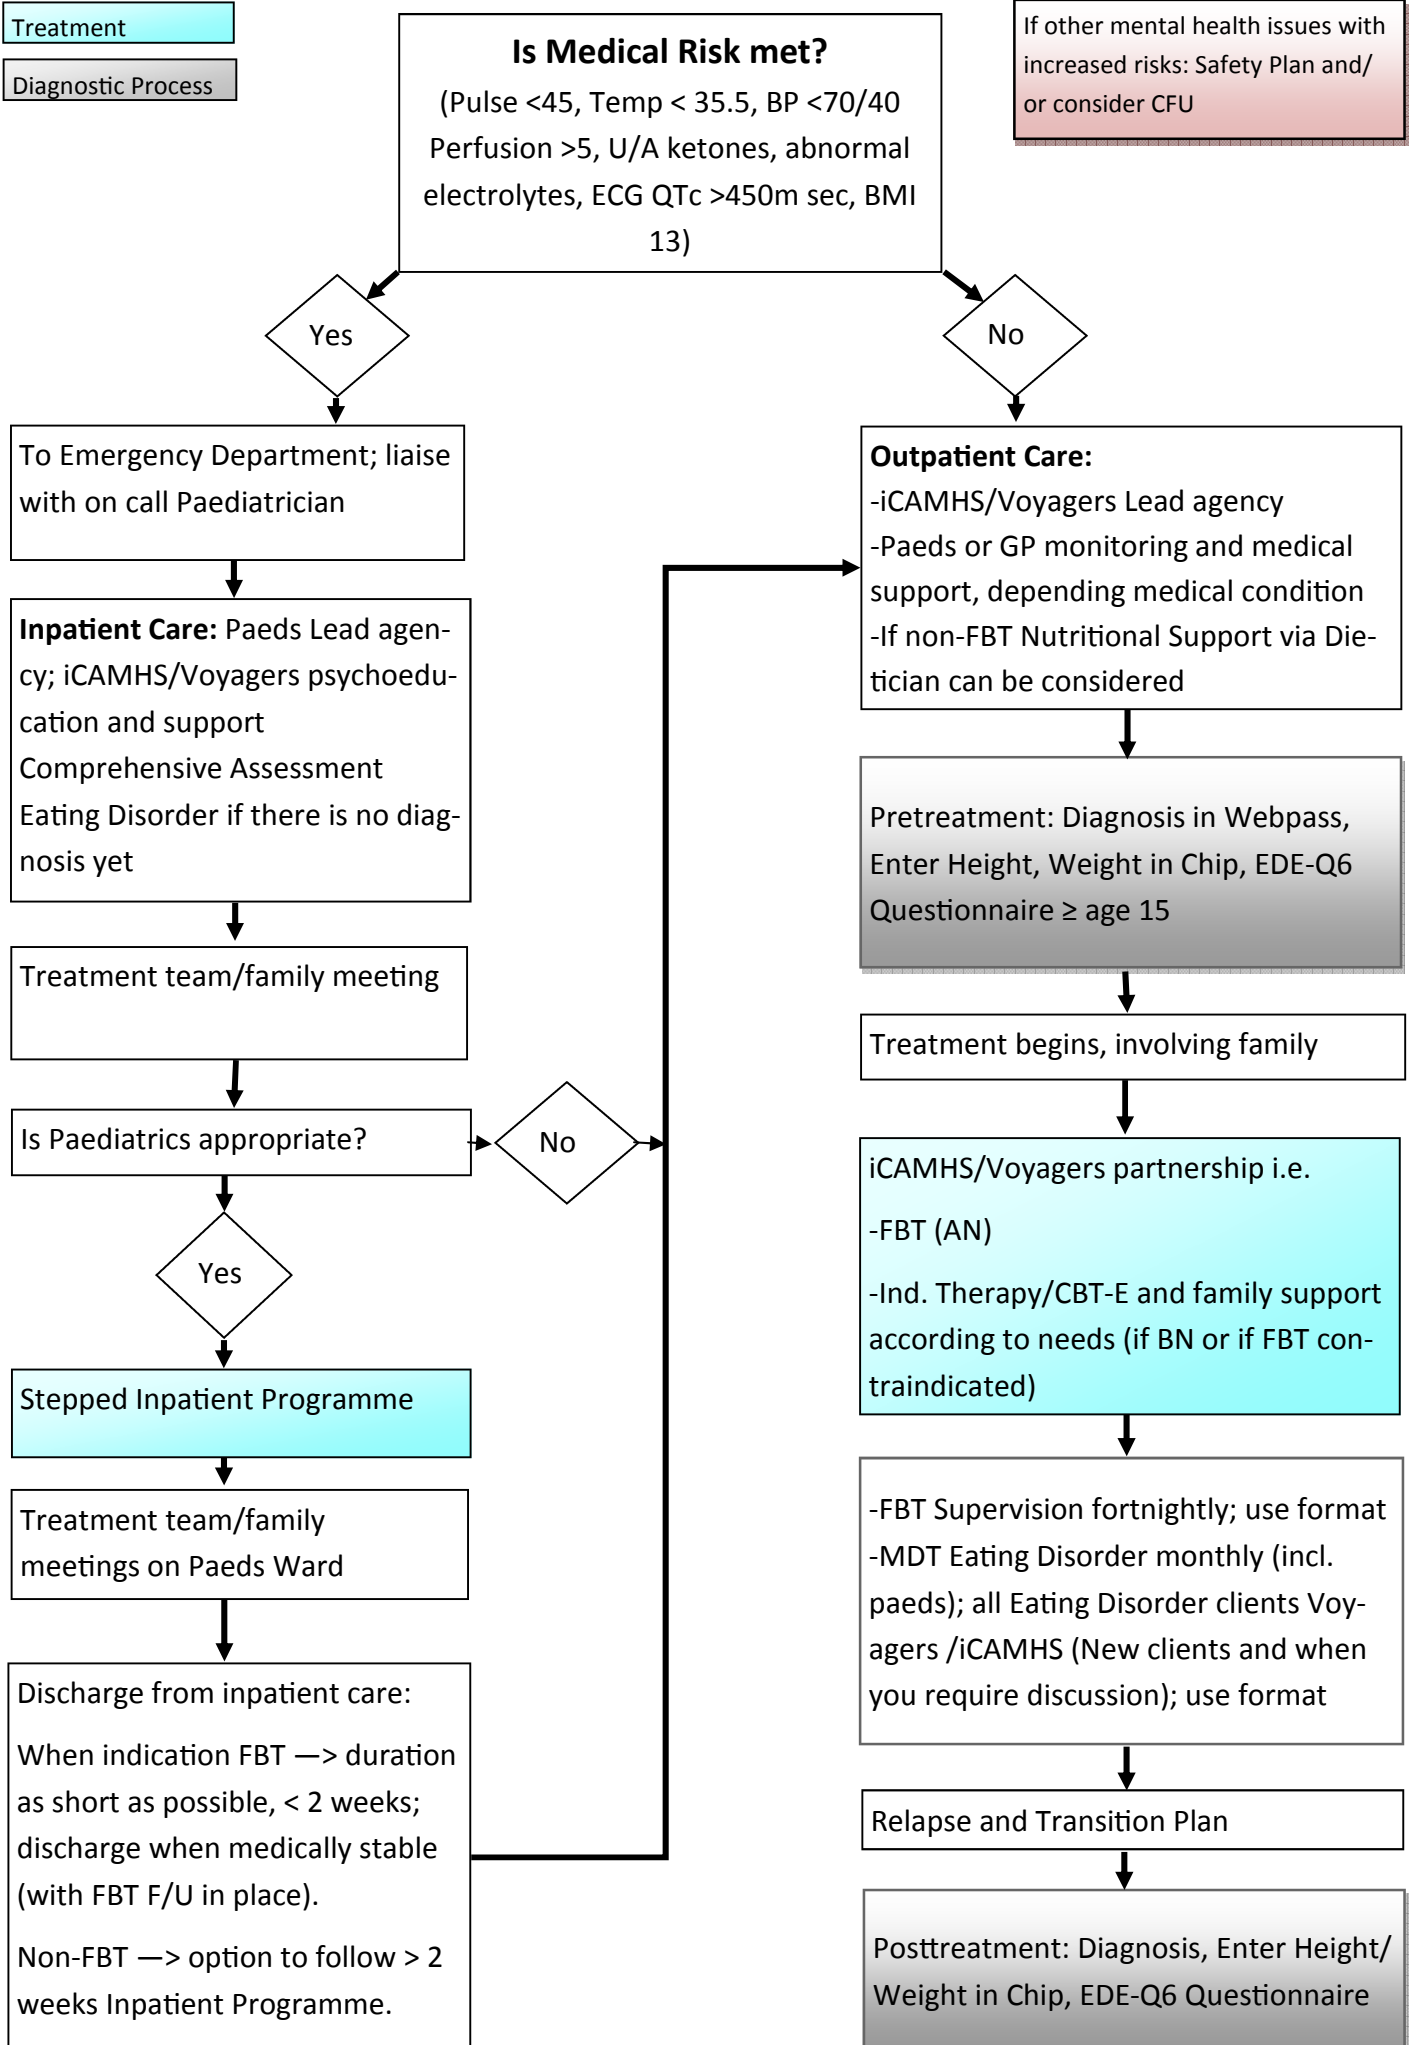 Treatment
Diagnostic Process
Is Medical Risk met?
(Pulse <45, Temp < 35.5, BP <70/40
Perfusion >5, U/A ketones, abnormal
electrolytes, ECG QTc >450m sec, BMI
13)
If other mental health issues with
increased risks: Safety Plan and/
or consider CFU
Yes
No
To Emergency Department; liaise
with on call Paediatrician
Inpatient Care: Paeds Lead agen-
cy; iCAMHS/Voyagers psychoedu-
cation and support
Comprehensive Assessment
Eating Disorder if there is no diag-
nosis yet
Treatment team/family meeting
Is Paediatrics appropriate?
No
Yes
Stepped Inpatient Programme
Treatment team/family
meetings on Paeds Ward
Discharge from inpatient care:
When indication FBT —> duration
as short as possible, < 2 weeks;
discharge when medically stable
(with FBT F/U in place).
Non-FBT —> option to follow > 2
weeks Inpatient Programme.
Outpatient Care:
-iCAMHS/Voyagers Lead agency
-Paeds or GP monitoring and medical
support, depending medical condition
-If non-FBT Nutritional Support via Die-
tician can be considered
Pretreatment: Diagnosis in Webpass,
Enter Height, Weight in Chip, EDE-Q6
Questionnaire ≥ age 15
Treatment begins, involving family
iCAMHS/Voyagers partnership i.e.
-FBT (AN)
-Ind. Therapy/CBT-E and family support
according to needs (if BN or if FBT con-
traindicated)
-FBT Supervision fortnightly; use format
-MDT Eating Disorder monthly (incl.
paeds); all Eating Disorder clients Voy-
agers /iCAMHS (New clients and when
you require discussion); use format
Relapse and Transition Plan
Posttreatment: Diagnosis, Enter Height/
Weight in Chip, EDE-Q6 Questionnaire